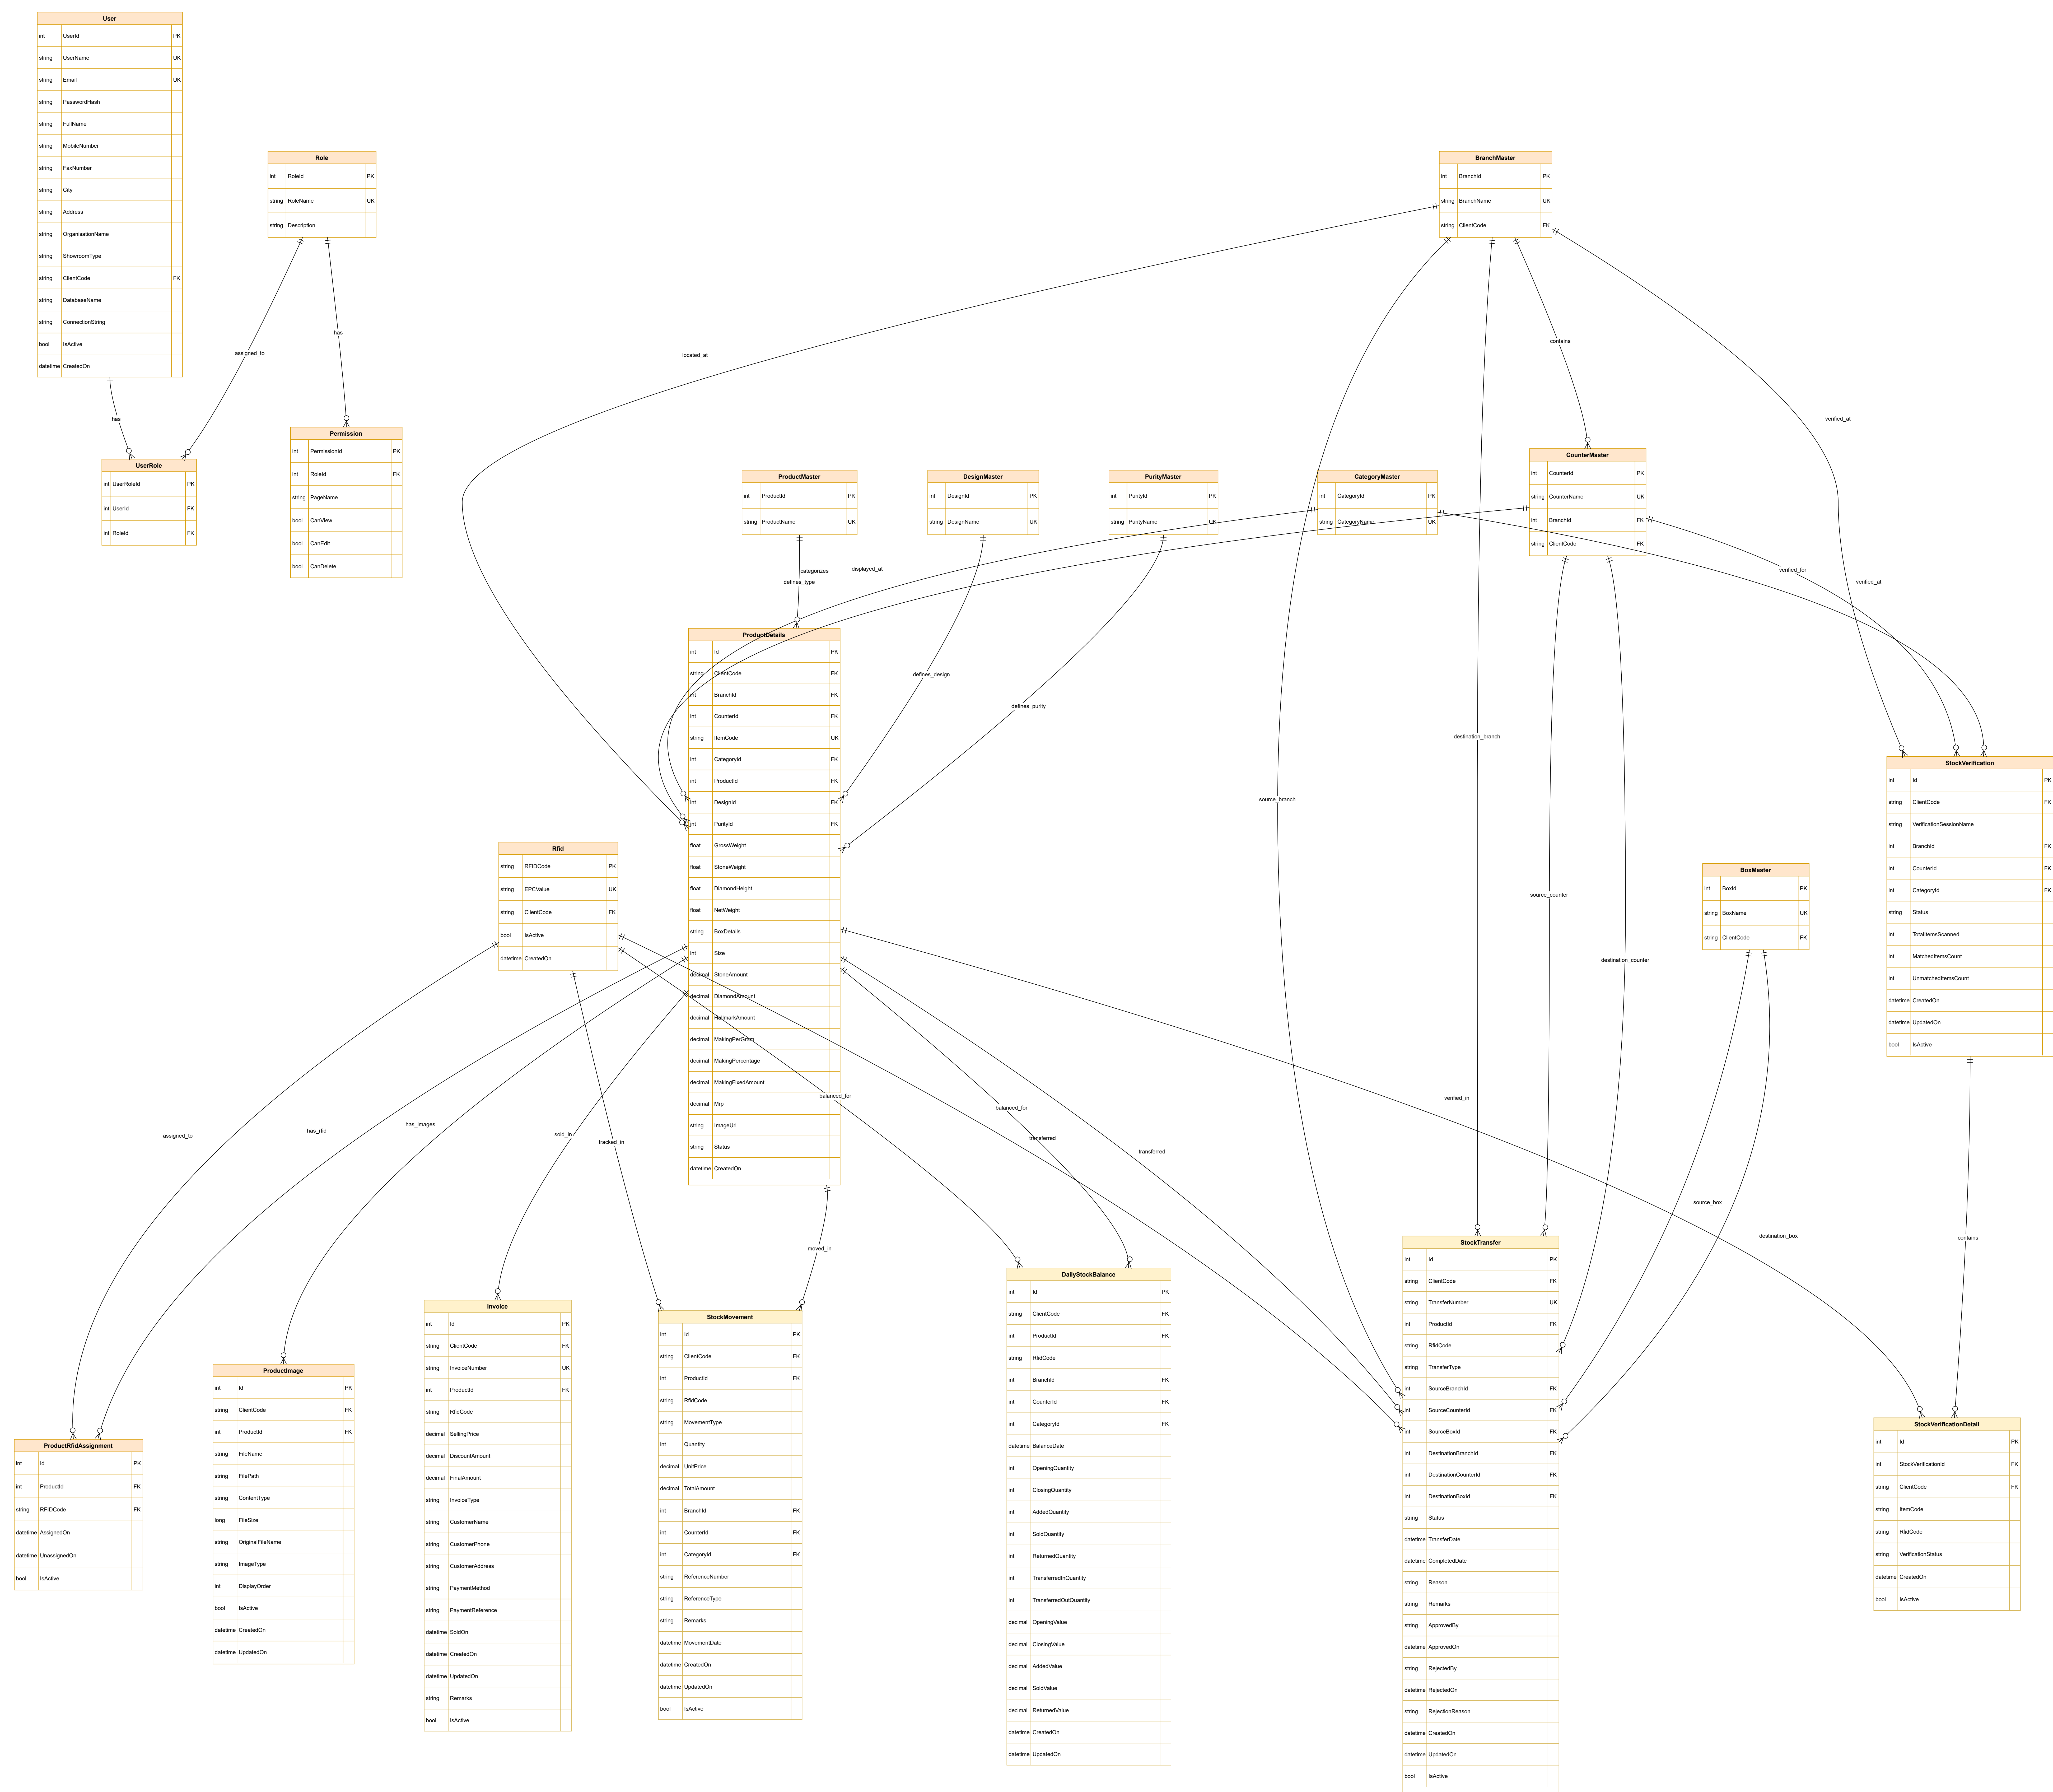 User
int UserId PK
string UserName UK
string Email UK
string PasswordHash
string FullName
string MobileNumber
string FaxNumber
string City
string Address
string OrganisationName
string ShowroomType
string ClientCode FK
string DatabaseName
string ConnectionString
bool IsActive
datetime CreatedOn
Role
int RoleId PK
string RoleName UK
string Description
BranchMaster
int BranchId PK
string BranchName UK
string ClientCode FK
has
assigned_to
has
located_at
contains
verified_at
UserRole
int UserRoleId PK
int UserId FK
int RoleId FK
Permission
int PermissionId PK
int RoleId FK
string PageName
bool CanView
bool CanEdit
bool CanDelete
ProductMaster
int ProductId PK
string ProductName UK
DesignMaster
int DesignId PK
string DesignName UK
PurityMaster
int PurityId PK
string PurityName UK
CategoryMaster
int CategoryId PK
string CategoryName UK
CounterMaster
int CounterId PK
string CounterName UK
int BranchId FK
string ClientCode FK
categorizes
defines_type
displayed_at
verified_for
verified_at
defines_design
defines_purity
destination_branch
source_branch
source_counter
destination_counter
ProductDetails
int Id PK
string ClientCode FK
int BranchId FK
int CounterId FK
string ItemCode UK
int CategoryId FK
int ProductId FK
int DesignId FK
int PurityId FK
float GrossWeight
float StoneWeight
float DiamondHeight
float NetWeight
string BoxDetails
int Size
decimal StoneAmount
decimal DiamondAmount
decimal HallmarkAmount
decimal MakingPerGram
decimal MakingPercentage
decimal MakingFixedAmount
decimal Mrp
string ImageUrl
string Status
datetime CreatedOn
StockVerification
int Id PK
string ClientCode FK
string VerificationSessionName
int BranchId FK
int CounterId FK
int CategoryId FK
string Status
int TotalItemsScanned
int MatchedItemsCount
int UnmatchedItemsCount
datetime CreatedOn
datetime UpdatedOn
bool IsActive
Rfid
string RFIDCode PK
string EPCValue UK
string ClientCode FK
bool IsActive
datetime CreatedOn
BoxMaster
int BoxId PK
string BoxName UK
string ClientCode FK
assigned_to
has_rfid
has_images
sold_in
tracked_in
balanced_for
balanced_for
transferred
transferred
verified_in
source_box
destination_box
contains
moved_in
ProductRfidAssignment
int Id PK
int ProductId FK
string RFIDCode FK
datetime AssignedOn
datetime UnassignedOn
bool IsActive
ProductImage
int Id PK
string ClientCode FK
int ProductId FK
string FileName
string FilePath
string ContentType
long FileSize
string OriginalFileName
string ImageType
int DisplayOrder
bool IsActive
datetime CreatedOn
datetime UpdatedOn
Invoice
int Id PK
string ClientCode FK
string InvoiceNumber UK
int ProductId FK
string RfidCode
decimal SellingPrice
decimal DiscountAmount
decimal FinalAmount
string InvoiceType
string CustomerName
string CustomerPhone
string CustomerAddress
string PaymentMethod
string PaymentReference
datetime SoldOn
datetime CreatedOn
datetime UpdatedOn
string Remarks
bool IsActive
StockMovement
int Id PK
string ClientCode FK
int ProductId FK
string RfidCode
string MovementType
int Quantity
decimal UnitPrice
decimal TotalAmount
int BranchId FK
int CounterId FK
int CategoryId FK
string ReferenceNumber
string ReferenceType
string Remarks
datetime MovementDate
datetime CreatedOn
datetime UpdatedOn
bool IsActive
DailyStockBalance
int Id PK
string ClientCode FK
int ProductId FK
string RfidCode
int BranchId FK
int CounterId FK
int CategoryId FK
datetime BalanceDate
int OpeningQuantity
int ClosingQuantity
int AddedQuantity
int SoldQuantity
int ReturnedQuantity
int TransferredInQuantity
int TransferredOutQuantity
decimal OpeningValue
decimal ClosingValue
decimal AddedValue
decimal SoldValue
decimal ReturnedValue
datetime CreatedOn
datetime UpdatedOn
StockTransfer
int Id PK
string ClientCode FK
string TransferNumber UK
int ProductId FK
string RfidCode
string TransferType
int SourceBranchId FK
int SourceCounterId FK
int SourceBoxId FK
int DestinationBranchId FK
int DestinationCounterId FK
int DestinationBoxId FK
string Status
datetime TransferDate
datetime CompletedDate
string Reason
string Remarks
string ApprovedBy
datetime ApprovedOn
string RejectedBy
datetime RejectedOn
string RejectionReason
datetime CreatedOn
datetime UpdatedOn
bool IsActive
StockVerificationDetail
int Id PK
int StockVerificationId FK
string ClientCode FK
string ItemCode
string RfidCode
string VerificationStatus
datetime CreatedOn
bool IsActive